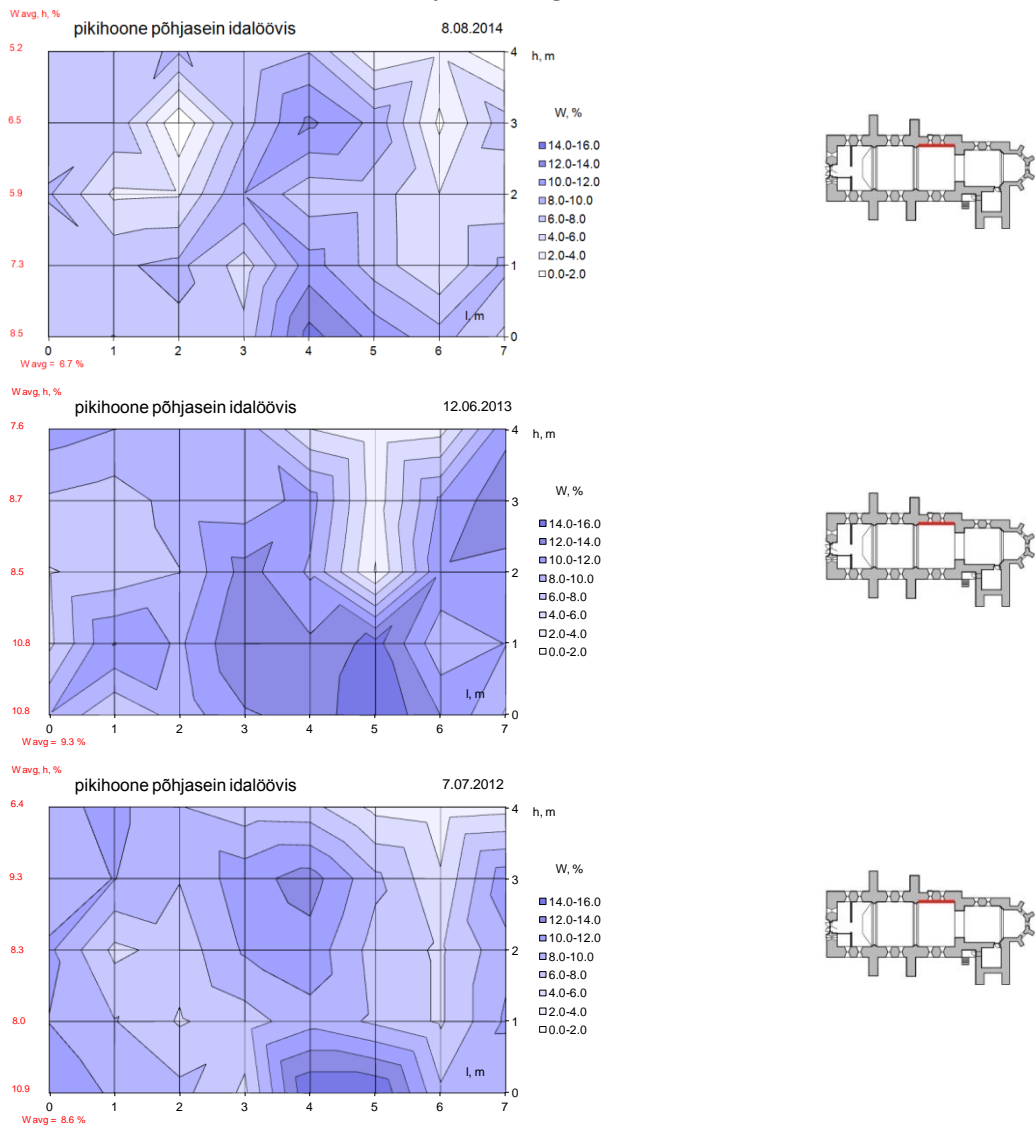 W avg, h, %
pikihoone põhjasein idalöövis 8.08.2014
5.2 4 h, m
W, %
6.5 3
14.0-16.0
12.0-14.0
10.0-12.0
5.9 2 8.0-10.0
6.0-8.0
4.0-6.0
2.0-4.0
7.3 1 0.0-2.0
l, m
8.5 0
0 1 2 3 4 5 6 7
W avg = 6.7 %
W avg, h, %
pikihoone põhjasein idalöövis 12.06.2013
7.6 4 h, m
W, %
8.7 3
14.0-16.0
12.0-14.0
10.0-12.0
8.5 2 8.0-10.0
6.0-8.0
4.0-6.0
2.0-4.0
10.8 1 0.0-2.0
l, m
10.8 0
0 1 2 3 4 5 6 7
W avg = 9.3 %
W avg, h, %
pikihoone põhjasein idalöövis 7.07.2012
6.4 4 h, m
W, %
9.3 3
14.0-16.0
12.0-14.0
10.0-12.0
8.3 2 8.0-10.0
6.0-8.0
4.0-6.0
2.0-4.0
8.0 1 0.0-2.0
l, m
10.9 0
0 1 2 3 4 5 6 7
W avg = 8.6 %